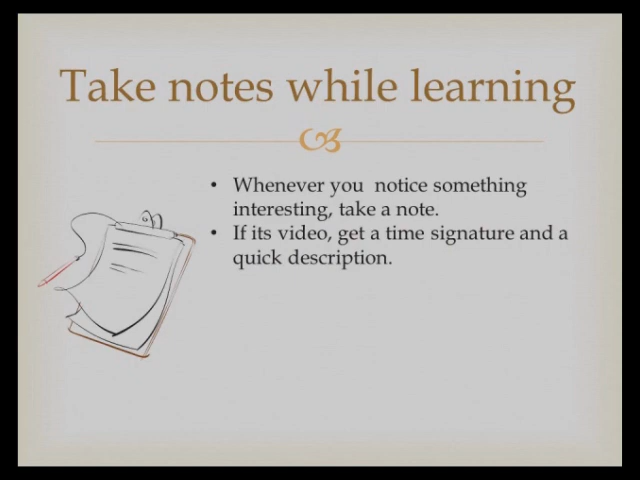 Take notes while learning
• Whenever you  notice something
interesting, take a note.
• If its video, get a time signature and a
quick description.